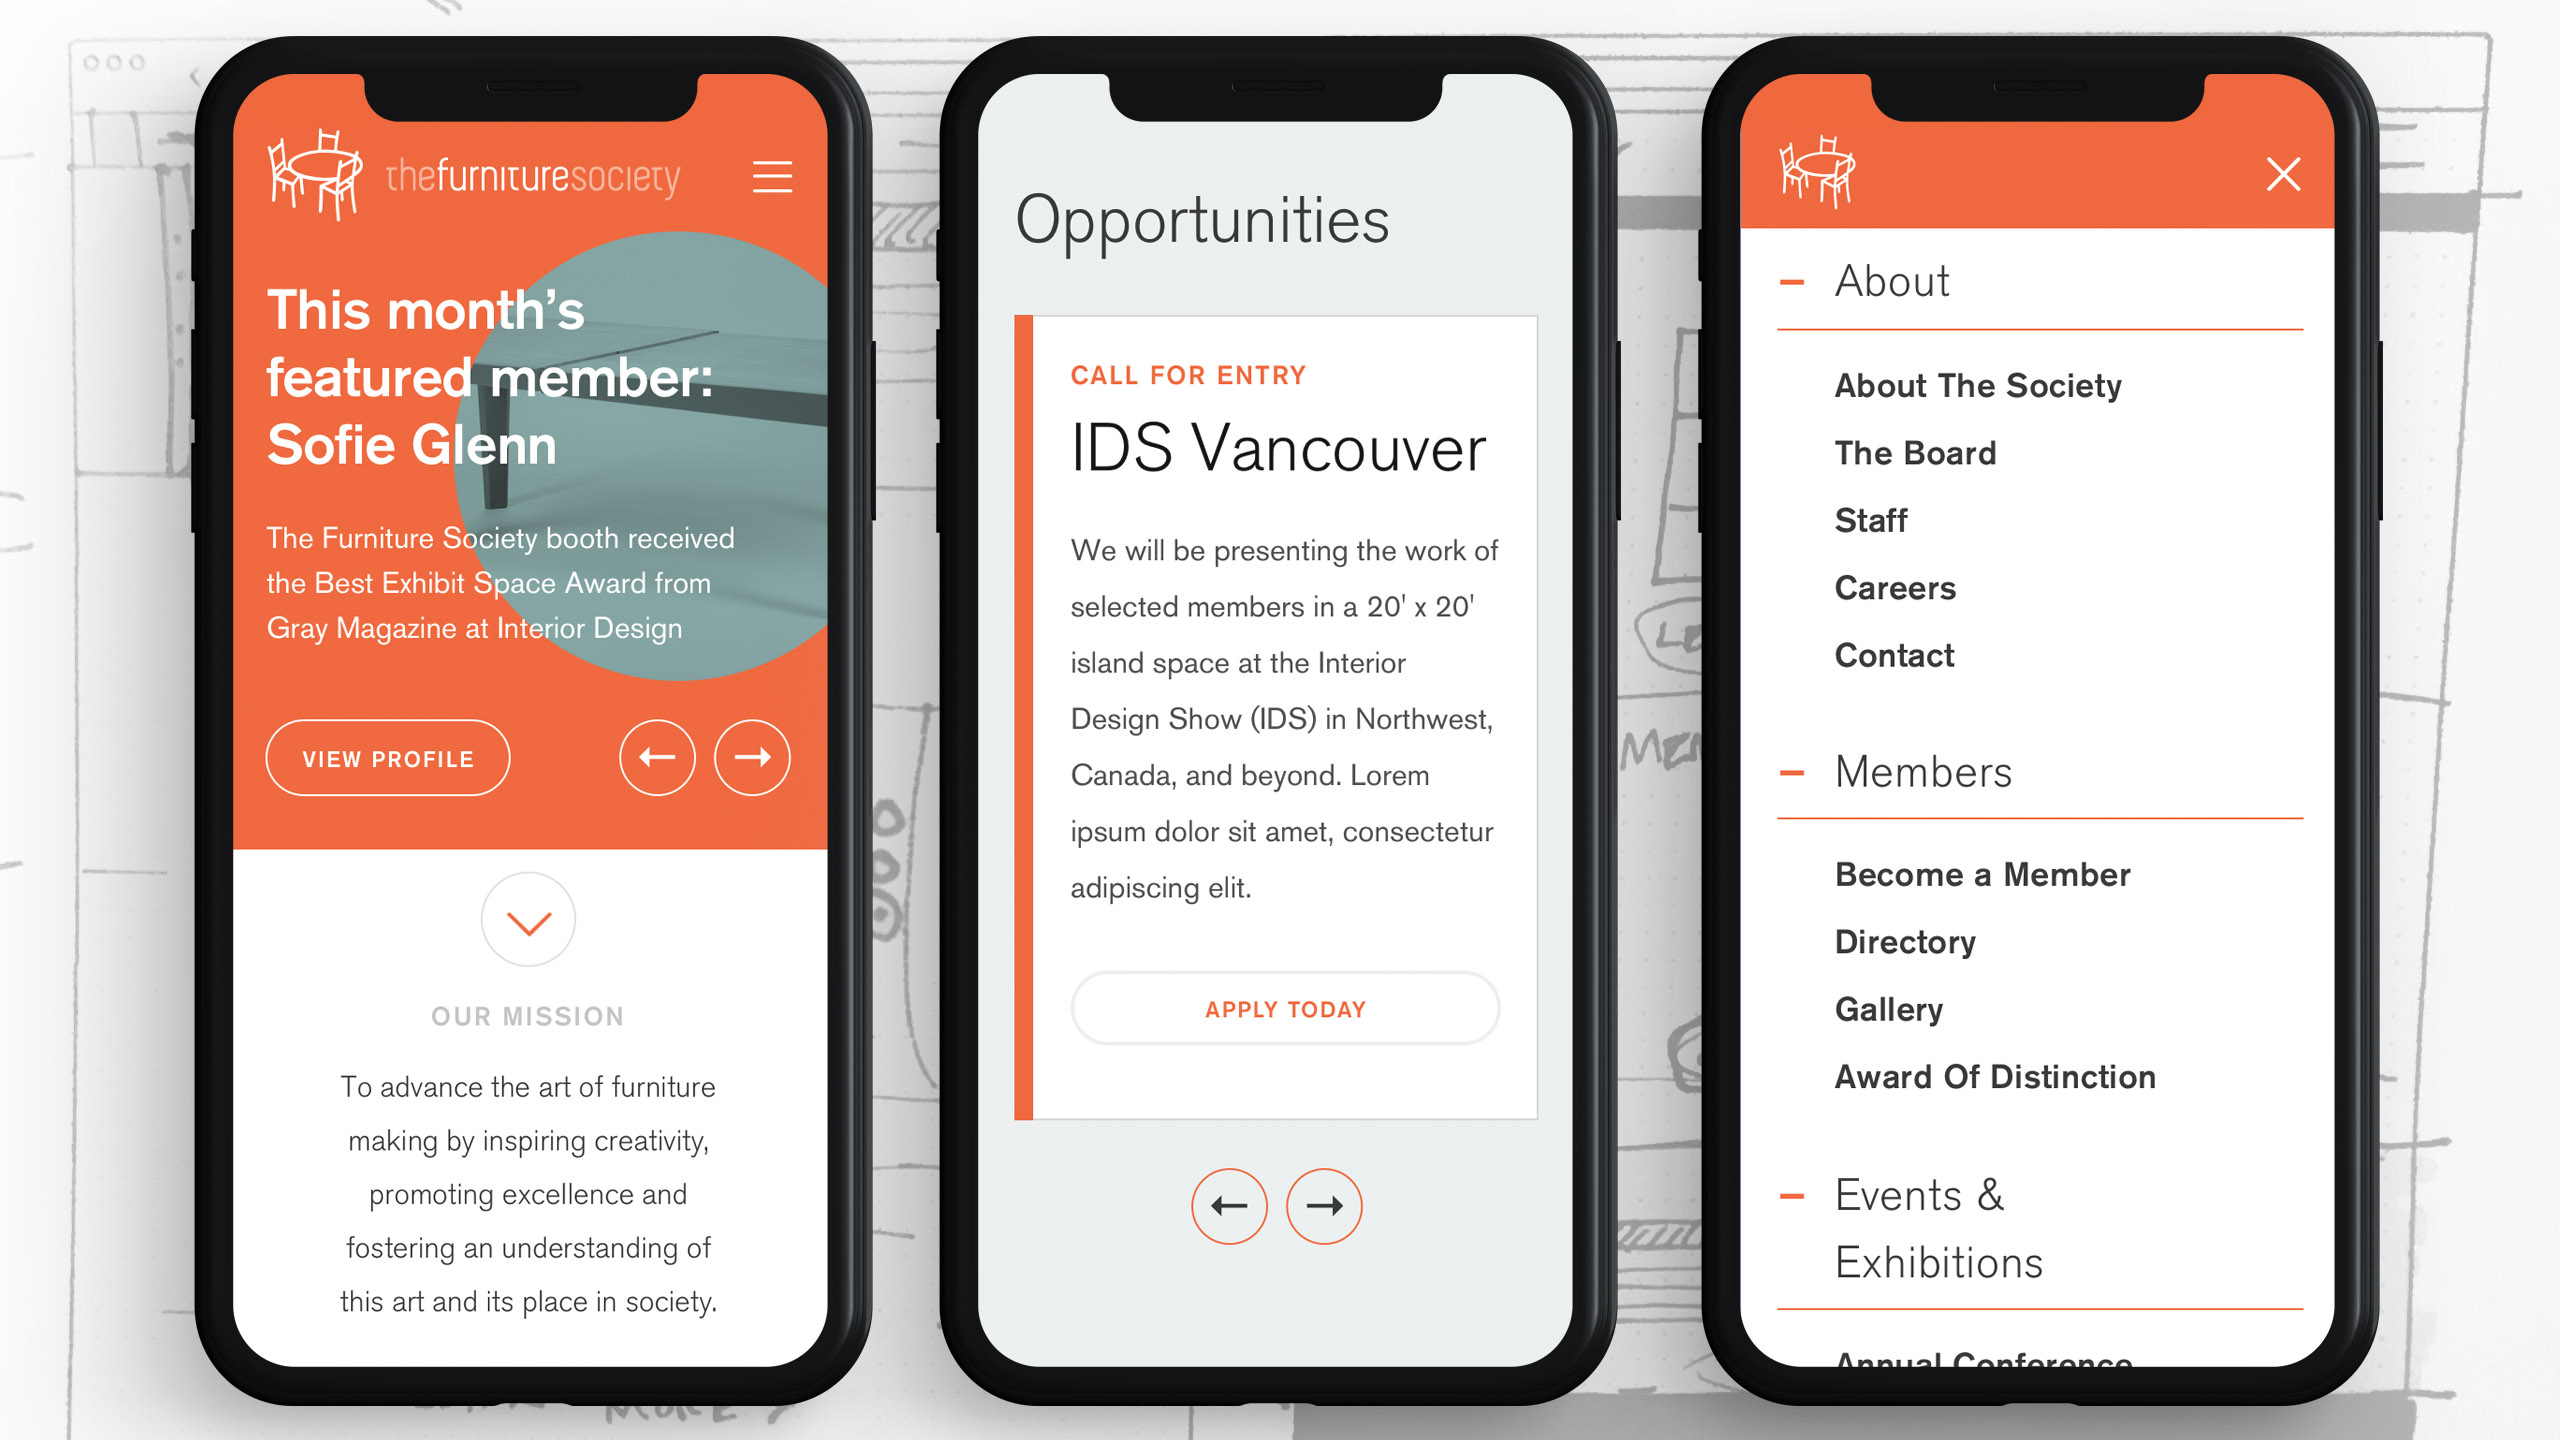 thefurnituresociety
This month's
featured member:
Sofie Glenn
The Furniture Society booth received
the Best Exhibit Space Award from
Gray Magazine at Interior Design
VIEW PROFILE
OUR MISSION
To advance the art of furniture
making by inspiring creativity,
promoting excellence and
fostering an understanding of
this art and its place in society.
Opportunities
CALL FOR ENTRY
IDS Vancouver
We will be presenting the work of
selected members in a 20' x 20'
island space at the Interior
Design Show (IDS) in Northwest,
Canada, and beyond. Lorem
ipsum dolor sit amet, consectetur
adipiscing elit.
APPLY TODAY
About
About The Society
The Board
Staff
Careers
Contact
Members
Become a Member
Directory
Gallery
Award Of Distinction
Events &
Exhibitions
Annual Conference